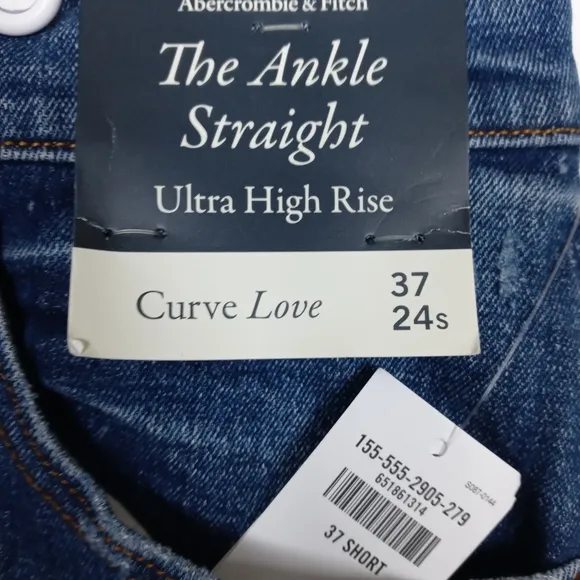 Abercrombie & Fitch
The Ankle
Straight
Ultra High Rise
Curve Love
37
24s
155-555-2905-279
651861314
37 SHORT